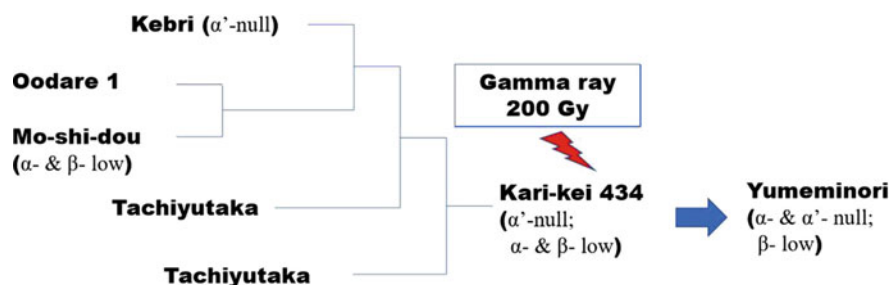 Kebri (α’-null)
Oodare 1
Mo-shi-dou
(α- & β- low)
Tachiyutaka
Tachiyutaka
Gamma ray
200 Gy
Kari-kei 434
(α’-null;
α- & β- low)
Yumeminori
(α- & α’- null;
β- low)